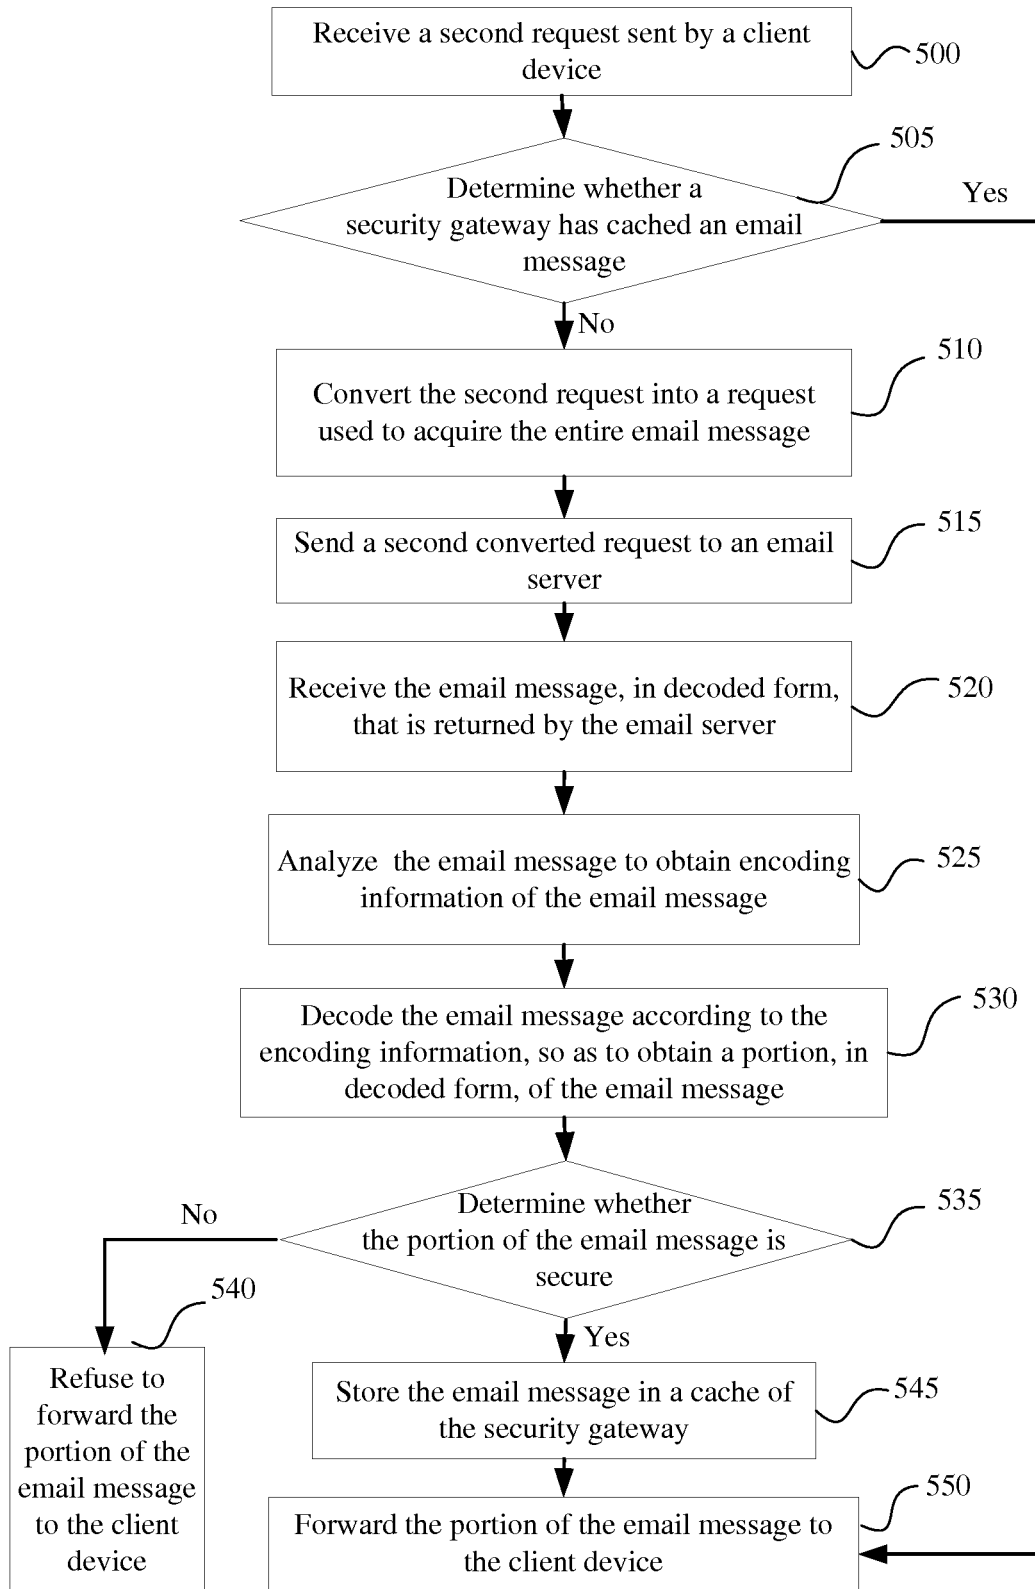 Receive a second request sent by a client
device
500
505
Determine whether a
security gateway has cached an email
message
Yes
No
510
Convert the second request into a request
used to acquire the entire email message
515
Send a second converted request to an email
server
520
Receive the email message, in decoded form,
that is returned by the email server
525
Analyze the email message to obtain encoding
information of the email message
530
Decode the email message according to the
encoding information, so as to obtain a portion, in
decoded form, of the email message
535
Determine whether
the portion of the email message is
secure
No
540
Refuse to
forward the
portion of the
email message
to the client
device
Yes
545
Store the email message in a cache of
the security gateway
550
Forward the portion of the email message to
the client device